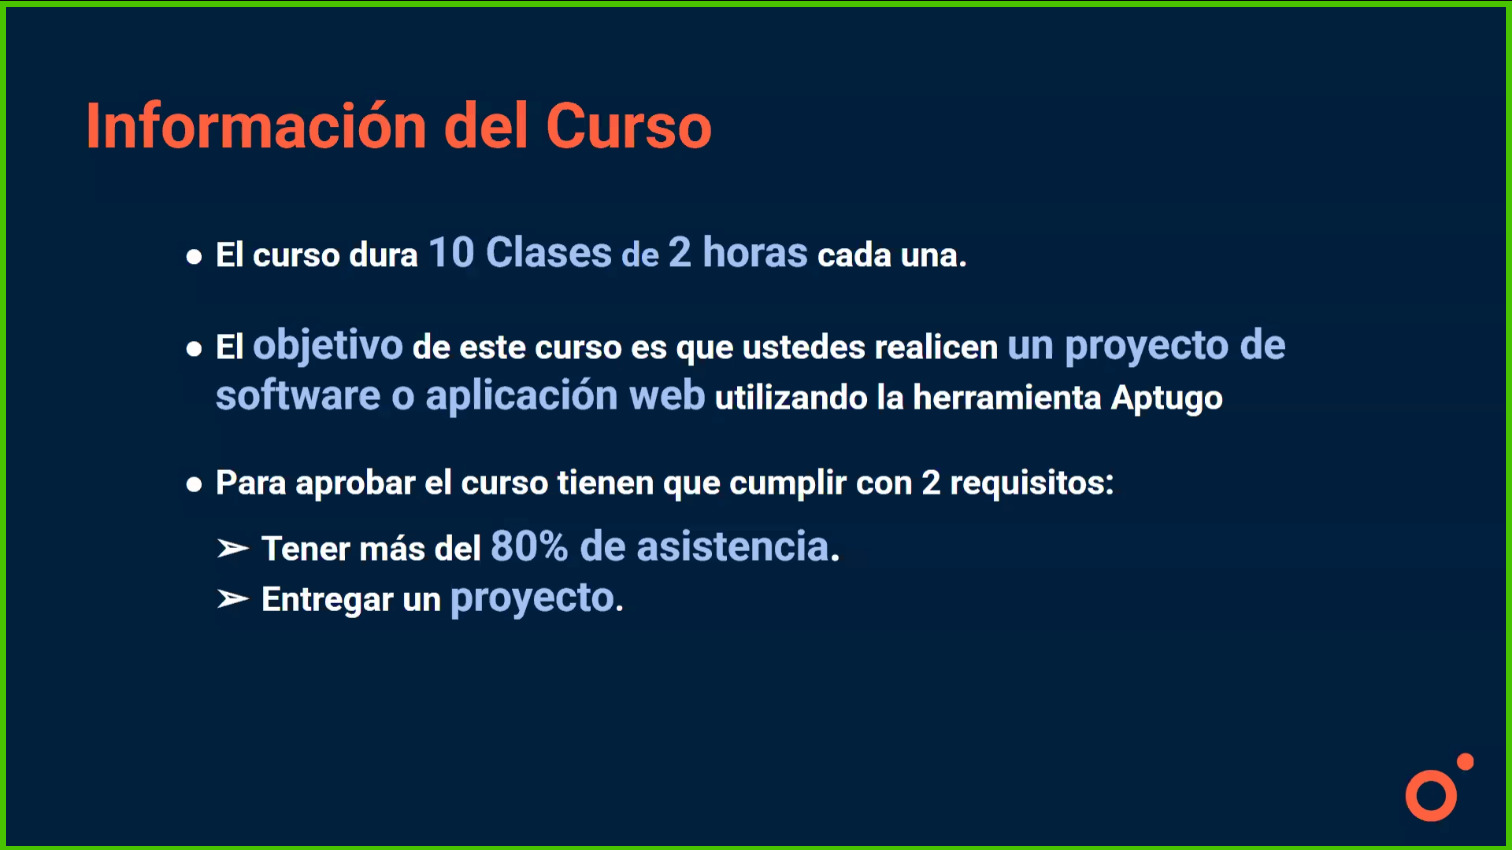 Información del Curso
● El curso dura 10 Clases de 2 horas cada una.
● El objetivo de este curso es que ustedes realicen un proyecto de
software o aplicación web utilizando la herramienta Aptugo
● Para aprobar el curso tienen que cumplir con 2 requisitos:
➢ Tener más del 80% de asistencia.
➢ Entregar un proyecto.